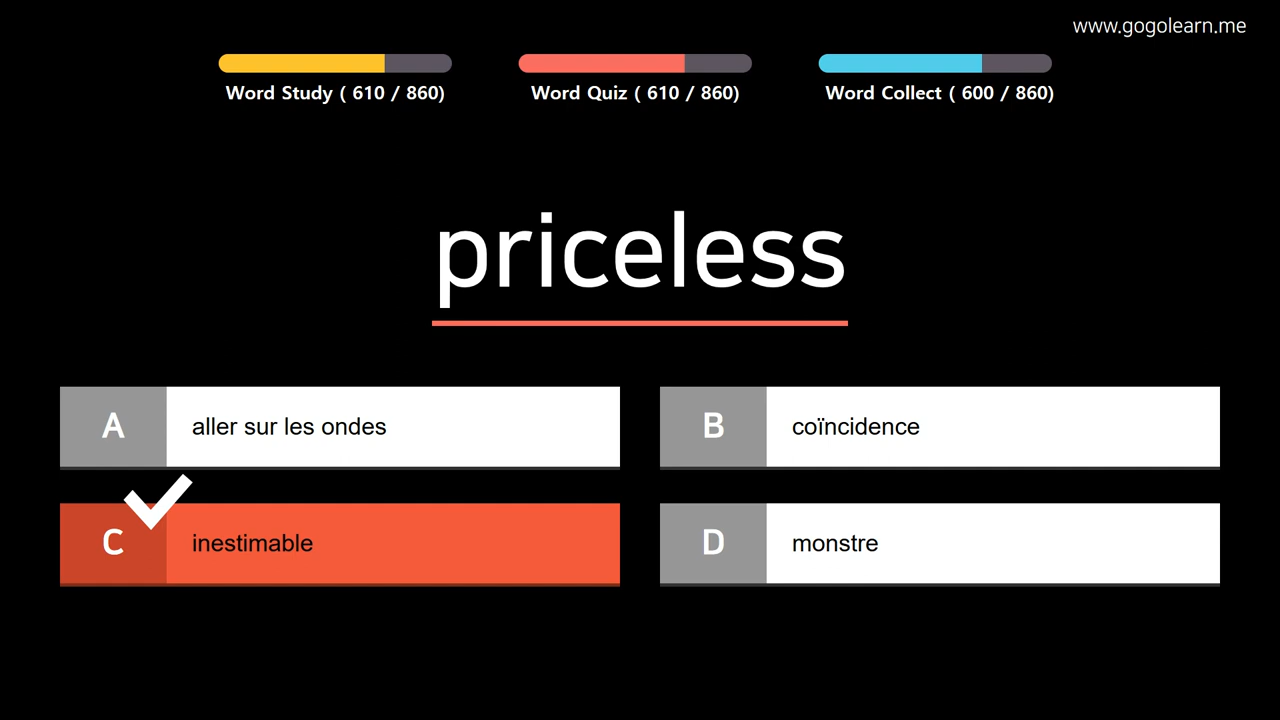 www.gogolearn.me
Word Study ( 610 / 860)
Word Quiz ( 610 / 860)
Word Collect ( 600 / 860)
priceless
A
aller sur les ondes
B
coïncidence
C
inestimable
D
monstre